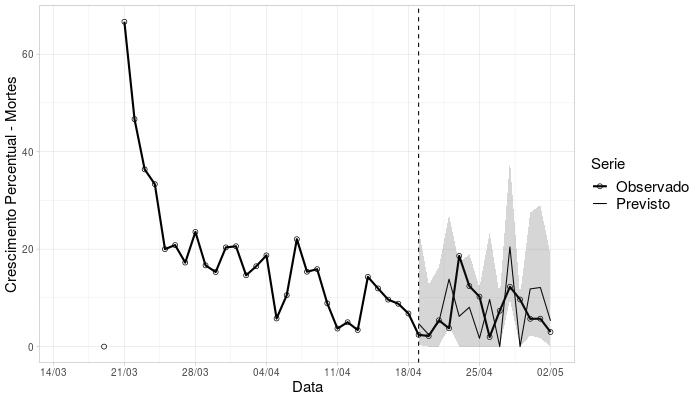 Crescimento Percentual - Mortes
60
40
20
0
14/03 21/03 28/03 04/04 11/04 18/04 25/04 02/05
Data
Serie
Observado
Previsto